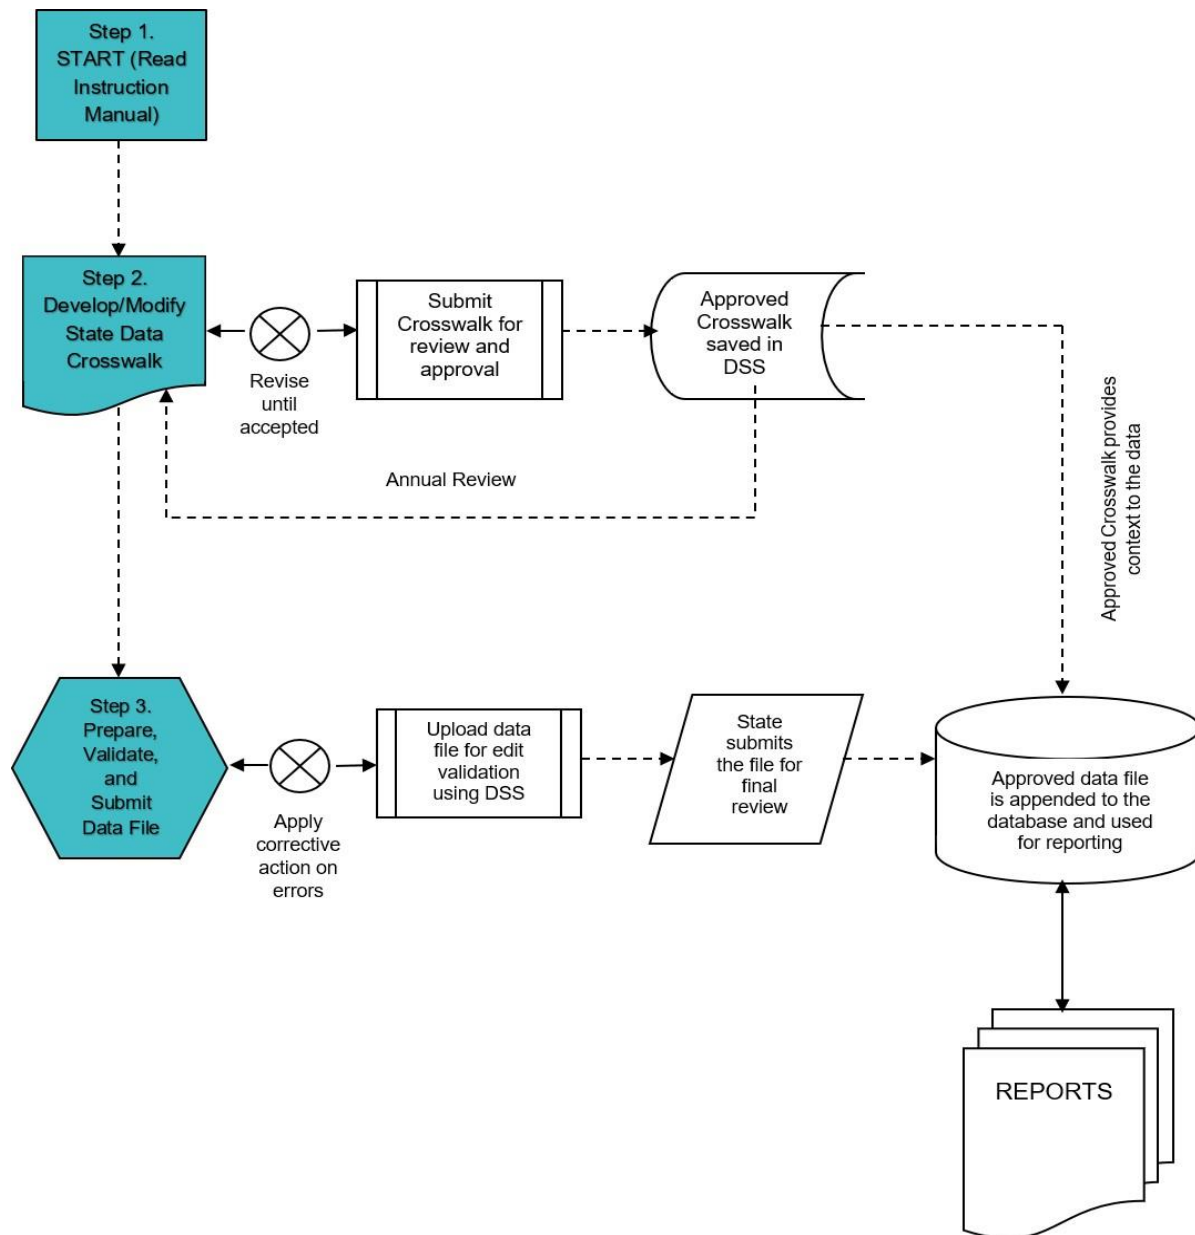 Step 1.
START (Read
Instruction
Manual)
Step 2.
Develop/Modify
State Data
Crosswalk
Revise
until
accepted
Submit
Crosswalk for
review and
approval
Approved
Crosswalk
saved in
DSS
Annual Review
Approved Crosswalk provides
context to the data
Step 3.
Prepare,
Validate,
and
Submit
Data File
Apply
corrective
action on
errors
Upload data
file for edit
validation
using DSS
State
submits
the file for
final
review
Approved data file
is appended to the
database and used
for reporting
REPORTS